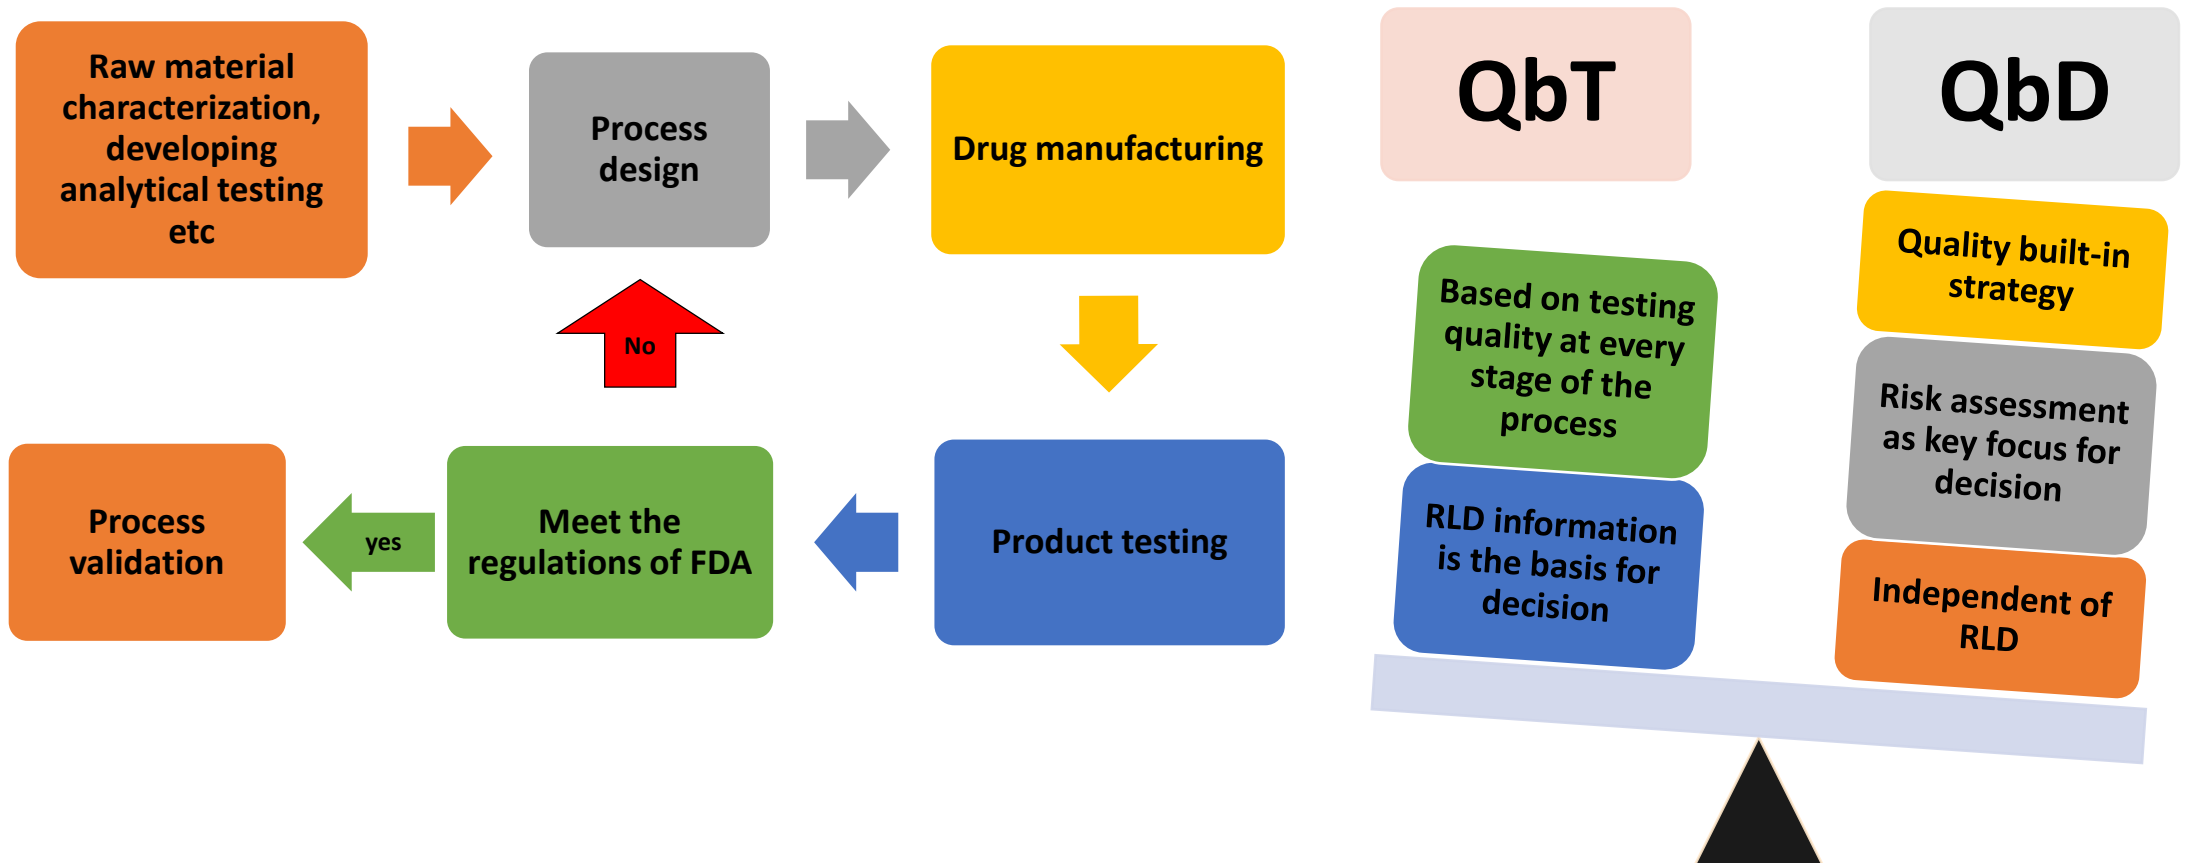 Raw material
characterization,
developing
analytical testing
etc
Process
design
Drug manufacturing
No
Process
validation
yes
Meet the
regulations of FDA
Product testing
QbT
Based on testing
quality at every
stage of the
process
RLD information
is the basis for
decision
QbD
Quality built-in
strategy
Risk assessment
as key focus for
decision
Independent of
RLD